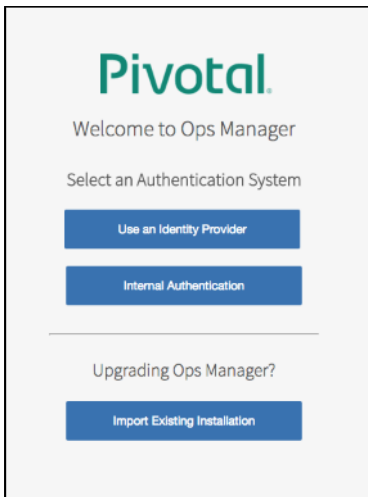 Pivotal.
Welcome to Ops Manager
Select an Authentication System
Use an Identity Provider
Internal Authentication
Upgrading Ops Manager?
Import Existing Installation